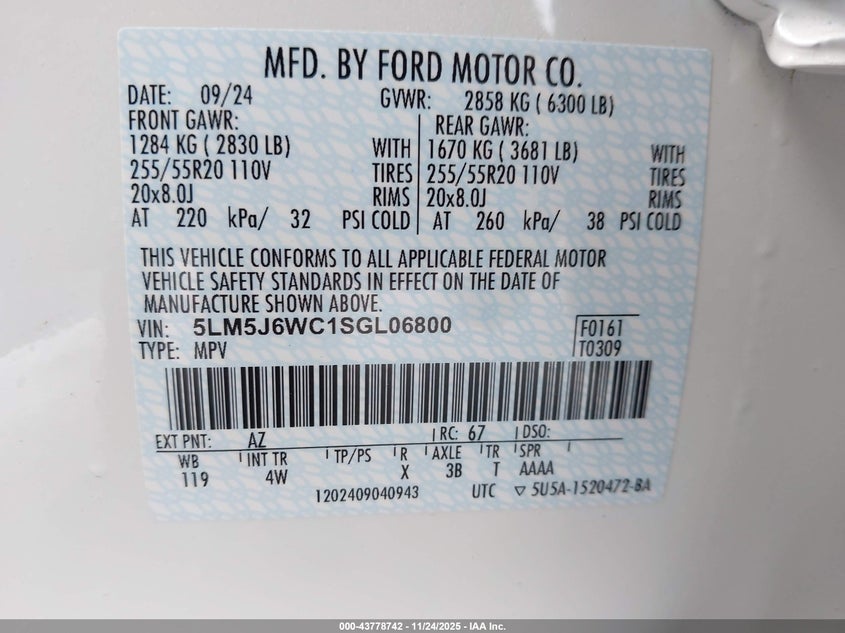 MFD. BY FORD MOTOR CO.
DATE: 09/24 GVWR: 2858 KG ( 6300 LB)
FRONT GAWR: REAR GAWR:
1284 KG ( 2830 LB) WITH 1670 KG ( 3681 LB) WITH
255/55R20 110V TIRES 255/55R20 110V TIRES
20x8.0J RIMS 20x8.0J RIMS
AT 220 kPa/ 32 PSI COLD AT 260 kPa/ 38 PSI COLD
THIS VEHICLE CONFORMS TO ALL APPLICABLE FEDERAL MOTOR
VEHICLE SAFETY STANDARDS IN EFFECT ON THE DATE OF
MANUFACTURE SHOWN ABOVE.
VIN: 5LM5J6WC1SGL06800 F0161
TYPE: MPV T0309
EXT PNT: AZ RC: 67 DSO:
WB INT TR TP/PS R AXLE TR SPR
119 4W X 3B T AAAA
1202409040943 UTC ▽ 5U5A-1520472-BA
000-43778742 - 11/24/2025 - IAA Inc.